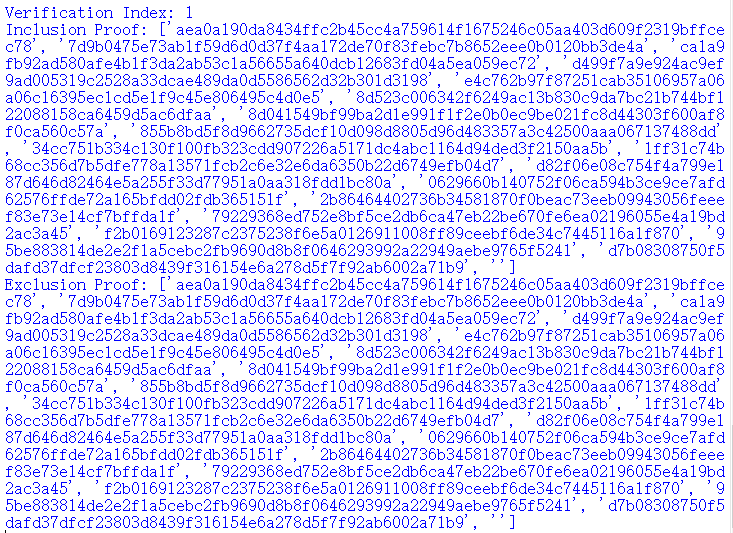 Verification Index: 1
Inclusion Proof: ['aea0a190da8434ffc2b45cc4a759614f1675246c05aa403d609f2319bffce
c78', '7d9b0475e73ab1f59d6d0d37f4aa172de70f83febc7b8652eee0b0120bb3de4a', 'ca1a9
fb92ad580afe4b1f3da2ab53c1a56655a640dcb12683fd04a5ea059ec72', 'd499f7a9e924ac9ef
9ad005319c2528a33dcae489da0d5586562d32b301d3198', 'e4c762b97f87251cab35106957a06
a06c16395ec1cd5e1f9c45e806495c4d0e5', '8d523c006342f6249ac13b830c9da7bc21b744bf1
22088158ca6459d5ac6dfaa', '8d041549bf99ba2d1e991f1f2e0b0ec9be021fc8d44303f600af8
f0ca560c57a', '855b8bd5f8d9662735dcf10d098d8805d96d483357a3c42500aaa067137488dd'
, '34cc751b334c130f100fb323cdd907226a5171dc4abc1164d94ded3f2150aa5b', '1ff31c74b
68cc356d7b5dfe778a13571fcb2c6e32e6da6350b22d6749efb04d7', 'd82f06e08c754f4a799e1
87d646d82464e5a255f33d77951a0aa318fdd1bc80a', '0629660b140752f06ca594b3ce9ce7afd
62576ffde72a165bfdd02fdb365151f', '2b86464402736b34581870f0beac73eeb09943056feee
f83e73e14cf7bffda1f', '79229368ed752e8bf5ce2db6ca47eb22be670fe6ea02196055e4a19bd
2ac3a45', 'f2b0169123287c2375238f6e5a0126911008ff89ceebf6de34c7445116a1f870', '9
5be883814de2e2f1a5cebc2fb9690d8b8f0646293992a22949aebe9765f5241', 'd7b08308750f5
dafd37dfcf23803d8439f316154e6a278d5f7f92ab6002a71b9', '']
Exclusion Proof: ['aea0a190da8434ffc2b45cc4a759614f1675246c05aa403d609f2319bffce
c78', '7d9b0475e73ab1f59d6d0d37f4aa172de70f83febc7b8652eee0b0120bb3de4a', 'ca1a9
fb92ad580afe4b1f3da2ab53c1a56655a640dcb12683fd04a5ea059ec72', 'd499f7a9e924ac9ef
9ad005319c2528a33dcae489da0d5586562d32b301d3198', 'e4c762b97f87251cab35106957a06
a06c16395ec1cd5e1f9c45e806495c4d0e5', '8d523c006342f6249ac13b830c9da7bc21b744bf1
22088158ca6459d5ac6dfaa', '8d041549bf99ba2d1e991f1f2e0b0ec9be021fc8d44303f600af8
f0ca560c57a', '855b8bd5f8d9662735dcf10d098d8805d96d483357a3c42500aaa067137488dd'
, '34cc751b334c130f100fb323cdd907226a5171dc4abc1164d94ded3f2150aa5b', '1ff31c74b
68cc356d7b5dfe778a13571fcb2c6e32e6da6350b22d6749efb04d7', 'd82f06e08c754f4a799e1
87d646d82464e5a255f33d77951a0aa318fdd1bc80a', '0629660b140752f06ca594b3ce9ce7afd
62576ffde72a165bfdd02fdb365151f', '2b86464402736b34581870f0beac73eeb09943056feee
f83e73e14cf7bffda1f', '79229368ed752e8bf5ce2db6ca47eb22be670fe6ea02196055e4a19bd
2ac3a45', 'f2b0169123287c2375238f6e5a0126911008ff89ceebf6de34c7445116a1f870', '9
5be883814de2e2f1a5cebc2fb9690d8b8f0646293992a22949aebe9765f5241', 'd7b08308750f5
dafd37dfcf23803d8439f316154e6a278d5f7f92ab6002a71b9', '']